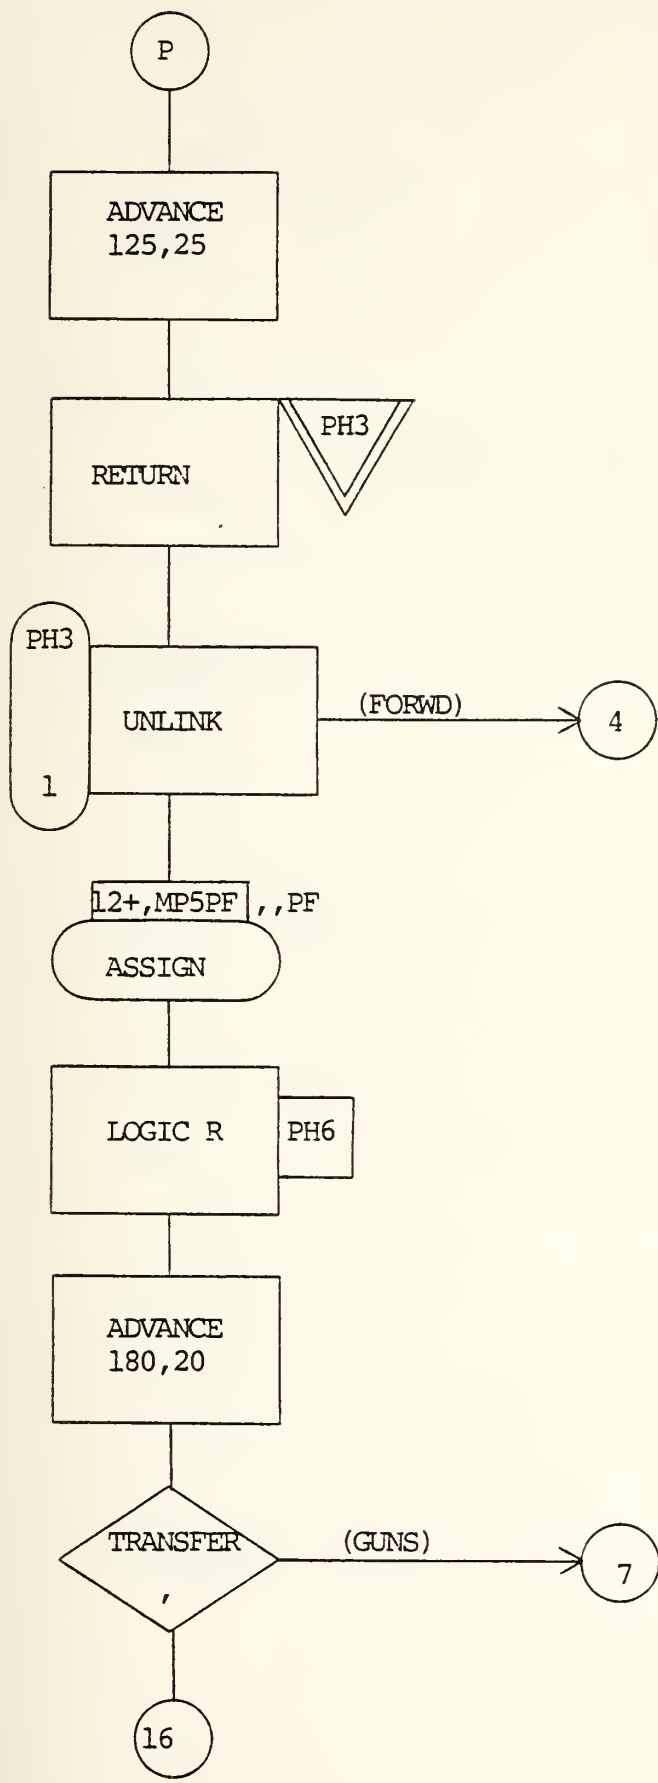 P
ADVANCE
125,25
RETURN
PH3
PH3
1
UNLINK
(FORWD)
4
12+,MP5PF ,,PF
ASSIGN
LOGIC R
PH6
ADVANCE
180,20
TRANSFER
,
(GUNS)
7
16